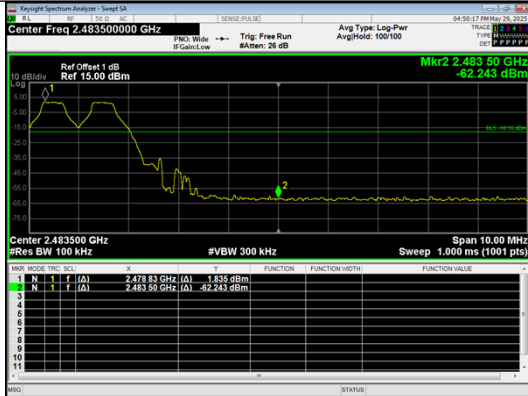 Keysight Spectrum Analyzer - Swept SA
RL RF 50 Ω AC SENSE:PULSE 04:50:17 PM May 29, 2025
Center Freq 2.483500000 GHz
PNO: Wide
IFGain:Low
Trig: Free Run
#Atten: 26 dB
Avg Type: Log-Pwr
Avg|Hold: 100/100
TRACE 1 2 3 4 5 6
TYPE
DET P P P P P P
Ref Offset 1 dB
Ref 15.00 dBm
Mkr2 2.483 50 GHz
-62.243 dBm
10 dB/div
Log
5.00
-5.00
-15.0
-25.0
-35.0
-45.0
-55.0
-65.0
-75.0
1
2
Center 2.483500 GHz
#Res BW 100 kHz
#VBW 300 kHz
Span 10.00 MHz
Sweep 1.000 ms (1001 pts)
MKR MODE TRC SCL X Y FUNCTION FUNCTION WIDTH FUNCTION VALUE
1 N 1 f (Δ) 2.478 83 GHz (Δ) 1.835 dBm
2 N 1 f (Δ) 2.483 50 GHz (Δ) -62.243 dBm
3
4
5
6
7
8
9
10
11
MSG STATUS